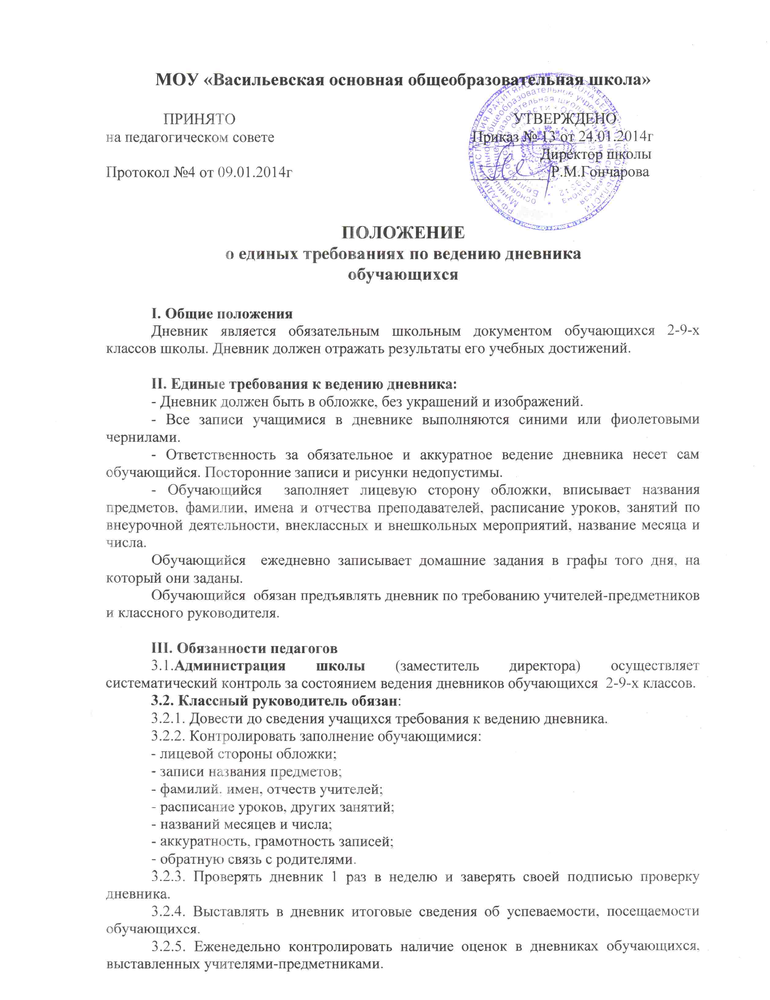 МОУ «Васильевская основная общеобразовательная школа»
ПРИНЯТО
УТВЕРЖДЕНО
на педагогическом совете
Приказ № 13 от 24.01.2014г
Директор школы
Протокол №4 от 09.01.2014г
Р.М.Гончарова
ПОЛОЖЕНИЕ
о единых требованиях по ведению дневника
обучающихся
I. Общие положения
Дневник является обязательным школьным документом обучающихся 2-9-х
классов школы. Дневник должен отражать результаты его учебных достижений.
II. Единые требования к ведению дневника:
- Дневник должен быть в обложке, без украшений и изображений.
- Все записи учащимися в дневнике выполняются синими или фиолетовыми
чернилами.
- Ответственность за обязательное и аккуратное ведение дневника несет сам
обучающийся. Посторонние записи и рисунки недопустимы.
- Обучающийся заполняет лицевую сторону обложки, вписывает названия
предметов, фамилии, имена и отчества преподавателей, расписание уроков, занятий по
внеурочной деятельности, внеклассных и внешкольных мероприятий, название месяца и
числа.
Обучающийся ежедневно записывает домашние задания в графы того дня, на
который они заданы.
Обучающийся обязан предъявлять дневник по требованию учителей-предметников
и классного руководителя.
III. Обязанности педагогов
3.1.Администрация школы (заместитель директора) осуществляет
систематический контроль за состоянием ведения дневников обучающихся 2-9-х классов.
3.2. Классный руководитель обязан:
3.2.1. Довести до сведения учащихся требования к ведению дневника.
3.2.2. Контролировать заполнение обучающимися:
- лицевой стороны обложки;
- записи названия предметов;
- фамилий, имен, отчеств учителей;
- расписание уроков, других занятий;
- названий месяцев и числа;
- аккуратность, грамотность записей;
- обратную связь с родителями.
3.2.3. Проверять дневник 1 раз в неделю и заверять своей подписью проверку
дневника.
3.2.4. Выставлять в дневник итоговые сведения об успеваемости, посещаемости
обучающихся.
3.2.5. Еженедельно контролировать наличие оценок в дневниках обучающихся,
выставленных учителями-предметниками.